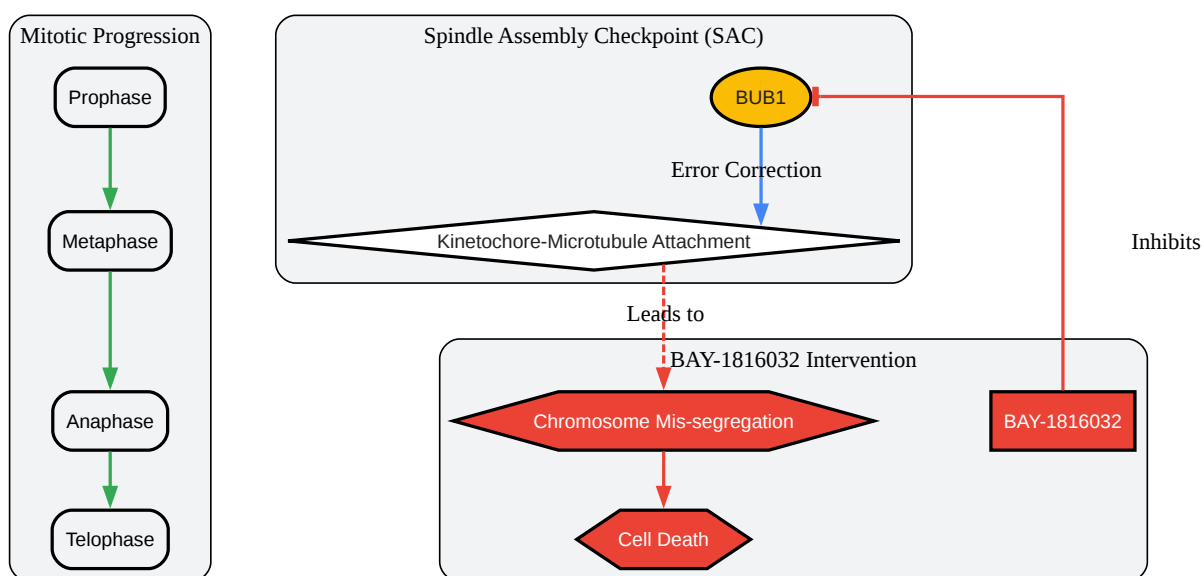 Mitotic Progression
Prophase
Metaphase
Anaphase
Telophase
Spindle Assembly Checkpoint (SAC)
BUB1
Error Correction
Kinetochore-Microtubule Attachment
Inhibits
Leads to
BAY-1816032 Intervention
Chromosome Mis-segregation
BAY-1816032
Cell Death